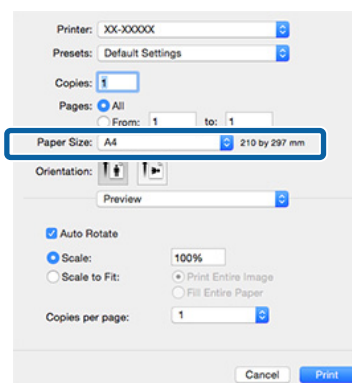 Printer: XX-XXXXX
Presets: Default Settings
Copies: 1
Pages: All
From: 1 to: 1
Paper Size: A4 210 by 297 mm
Orientation:
Preview
Auto Rotate
Scale: 100%
Scale to Fit: Print Entire Image
Fill Entire Paper
Copies per page: 1
Cancel Print